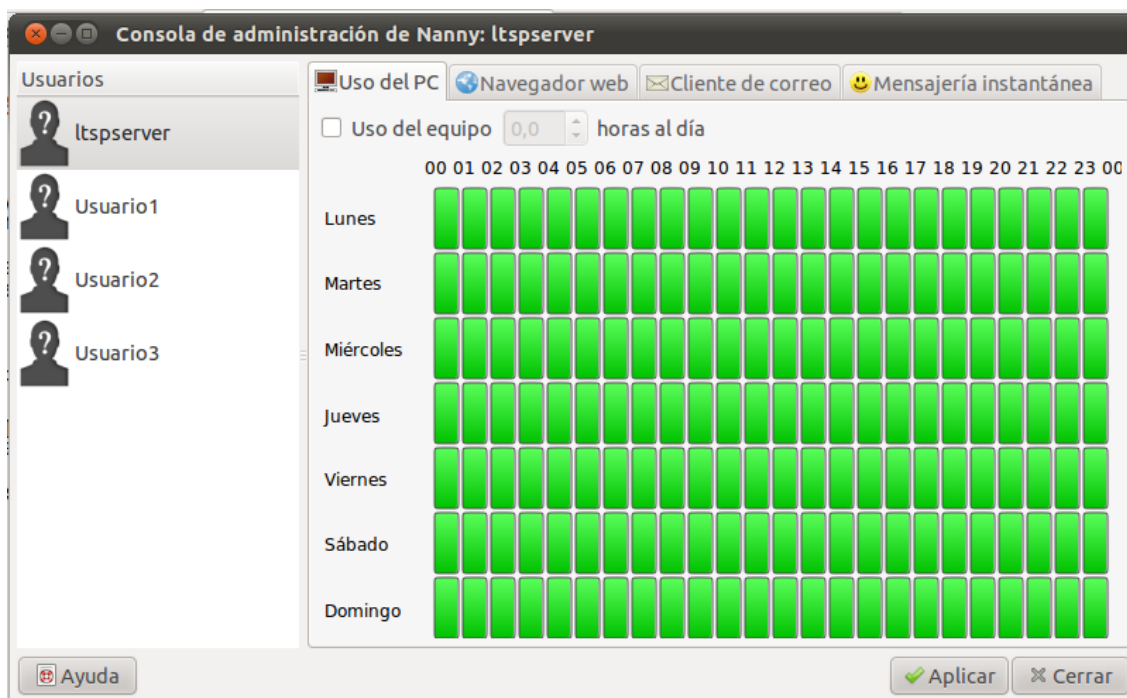 Consola de administración de Nanny: ltspserver
Usuarios
ltspserver
Usuario1
Usuario2
Usuario3
Uso del PC Navegador web Cliente de correo Mensajería instantánea
Uso del equipo 0,0 horas al día
00 01 02 03 04 05 06 07 08 09 10 11 12 13 14 15 16 17 18 19 20 21 22 23 00
Lunes
Martes
Miércoles
Jueves
Viernes
Sábado
Domingo
Ayuda Aplicar Cerrar